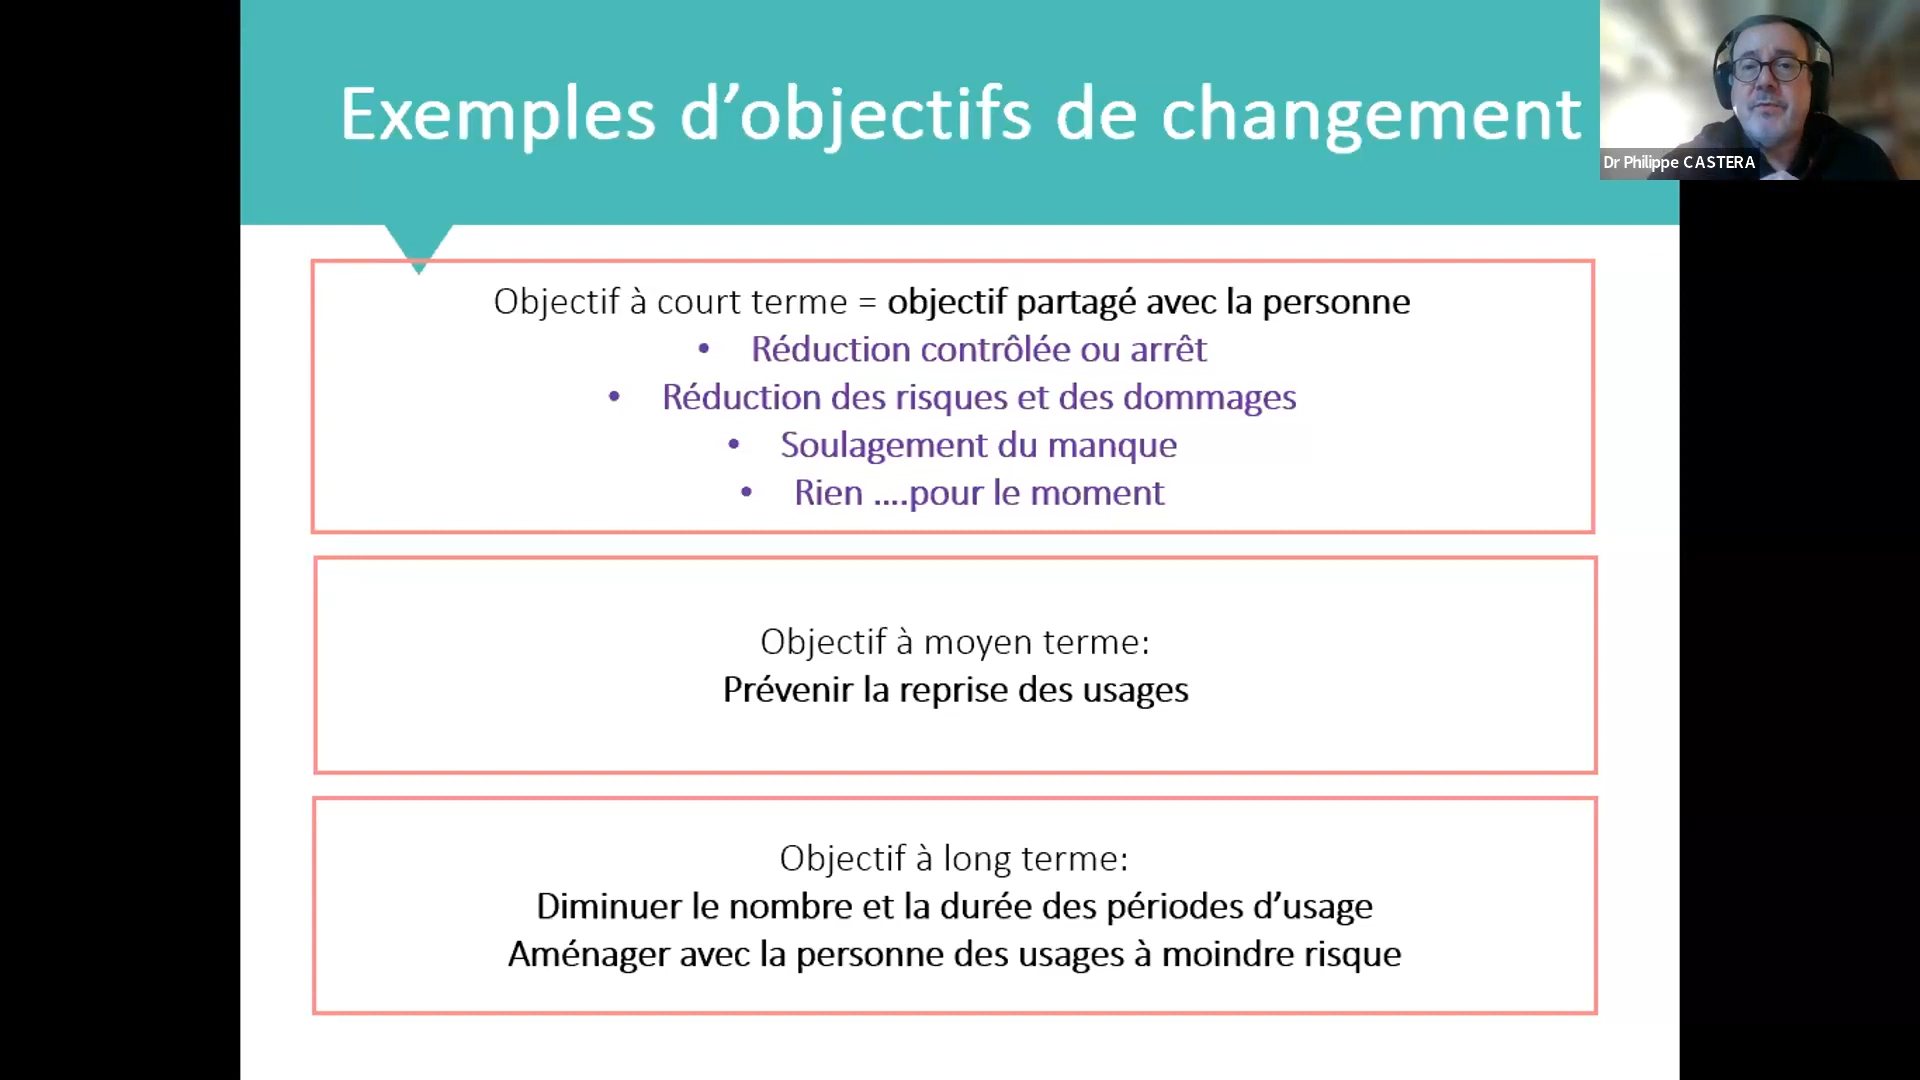 Exemples d’objectifs de changement
Dr Philippe CASTERA
Objectif à court terme = objectif partagé avec la personne
• Réduction contrôlée ou arrêt
• Réduction des risques et des dommages
• Soulagement du manque
• Rien ....pour le moment
Objectif à moyen terme:
Prévenir la reprise des usages
Objectif à long terme:
Diminuer le nombre et la durée des périodes d’usage
Aménager avec la personne des usages à moindre risque